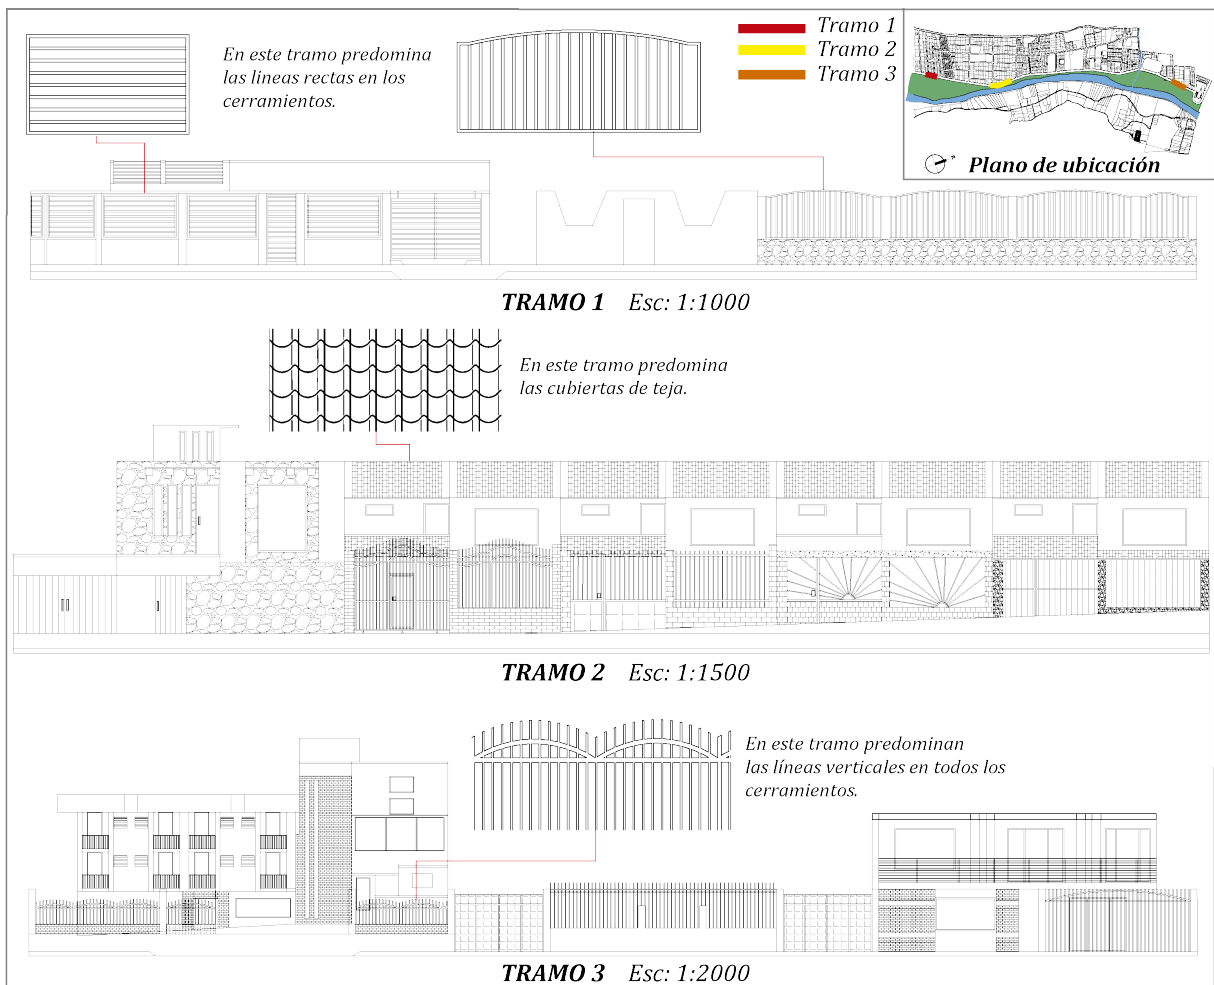 En este tramo predomina
las lineas rectas en los
cerramientos.
Tramo 1
Tramo 2
Tramo 3
Plano de ubicación
TRAMO 1 Esc: 1:1000
En este tramo predomina
las cubiertas de teja.
TRAMO 2 Esc: 1:1500
En este tramo predominan
las líneas verticales en todos los
cerramientos.
TRAMO 3 Esc: 1:2000